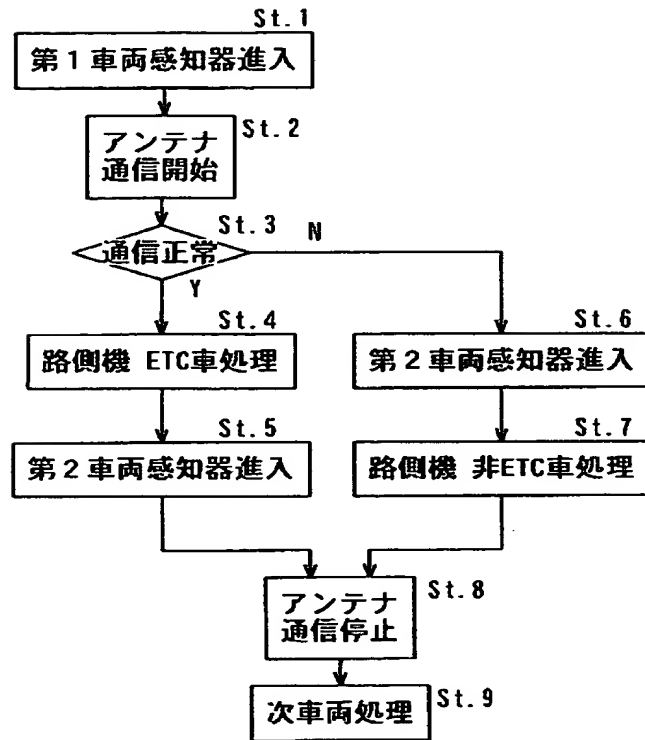 St.1
第1車両感知器進入
St.2
アンテナ
通信開始
St.3
通信正常
N
Y
St.4
路側機 ETC車処理
St.6
第2車両感知器進入
St.5
第2車両感知器進入
St.7
路側機 非ETC車処理
St.8
アンテナ
通信停止
St.9
次車両処理